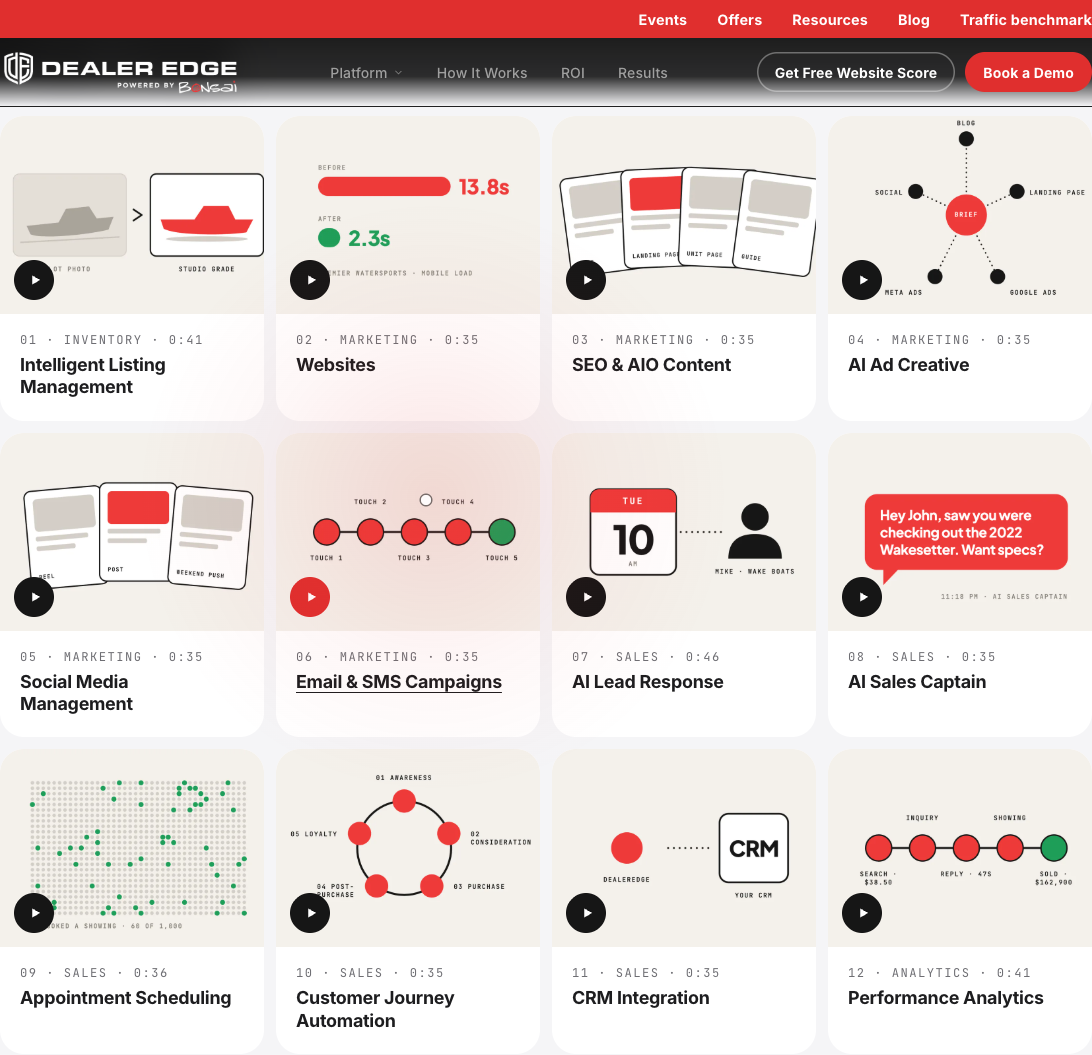 Events
Offers
Resources
Blog
Traffic benchmark
DEALER EDGE
POWERED BY Bonsai
Platform
How It Works
ROI
Results
Get Free Website Score
Book a Demo
OT PHOTO
STUDIO GRADE
01 · INVENTORY · 0:41
Intelligent Listing
Management
BEFORE
13.8s
AFTER
2.3s
MIER WATERSPORTS · MOBILE LOAD
02 · MARKETING · 0:35
Websites
LANDING PAGE
UNIT PAGE
GUIDE
03 · MARKETING · 0:35
SEO & AIO Content
BLOG
SOCIAL
LANDING PAGE
BRIEF
META ADS
GOOGLE ADS
04 · MARKETING · 0:35
AI Ad Creative
REEL
POST
WEEKEND PUSH
05 · MARKETING · 0:35
Social Media
Management
TOUCH 2
TOUCH 4
TOUCH 1
TOUCH 3
TOUCH 5
06 · MARKETING · 0:35
Email & SMS Campaigns
TUE
10
AM
MIKE · WAKE BOATS
07 · SALES · 0:46
AI Lead Response
Hey John, saw you were
checking out the 2022
Wakesetter. Want specs?
11:18 PM · AI SALES CAPTAIN
08 · SALES · 0:35
AI Sales Captain
OKED A SHOWING · 68 OF 1,000
09 · SALES · 0:36
Appointment Scheduling
01 AWARENESS
05 LOYALTY
02
CONSIDERATION
04 POST-
PURCHASE
03 PURCHASE
10 · SALES · 0:35
Customer Journey
Automation
DEALEREDGE
CRM
YOUR CRM
11 · SALES · 0:35
CRM Integration
INQUIRY
SHOWING
SEARCH ·
$38.50
REPLY · 47S
SOLD ·
$162,900
12 · ANALYTICS · 0:41
Performance Analytics